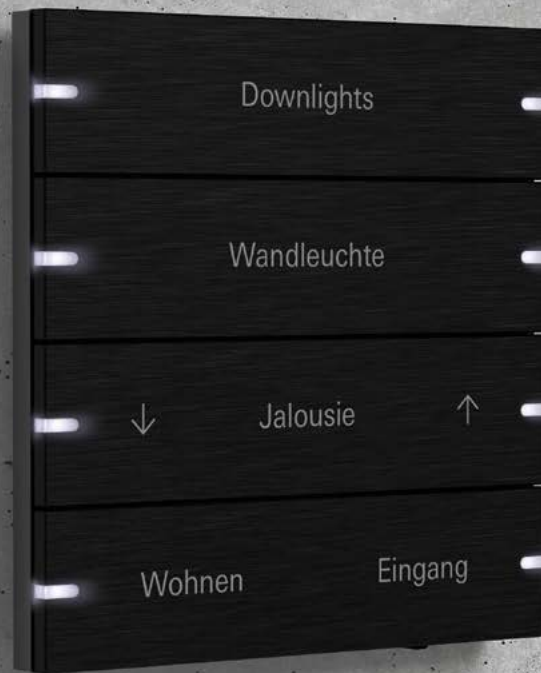 Downlights
Wandleuchte
↓ Jalousie ↑
Wohnen Eingang